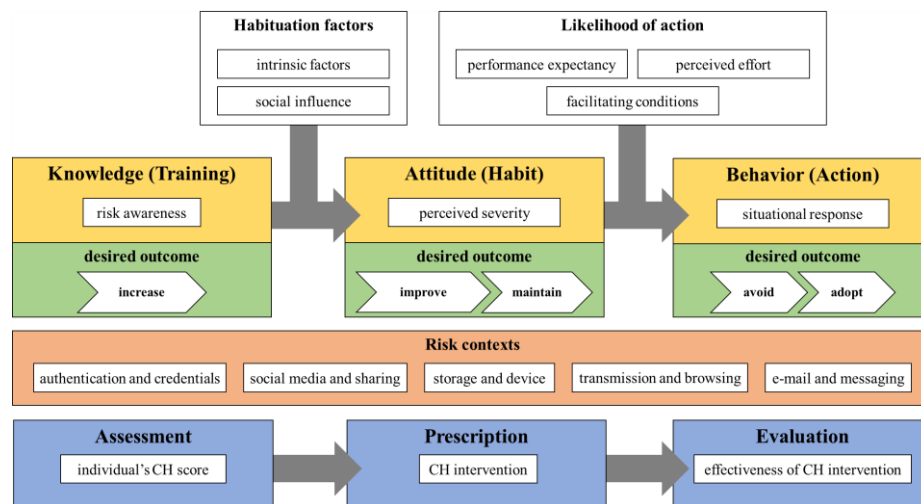 Habituation factors
intrinsic factors
social influence
Likelihood of action
performance expectancy
perceived effort
facilitating conditions
Knowledge (Training)
risk awareness
desired outcome
increase
Attitude (Habit)
perceived severity
desired outcome
improve
maintain
Behavior (Action)
situational response
desired outcome
avoid
adopt
Risk contexts
authentication and credentials
social media and sharing
storage and device
transmission and browsing
e-mail and messaging
Assessment
individual's CH score
Prescription
CH intervention
Evaluation
effectiveness of CH intervention